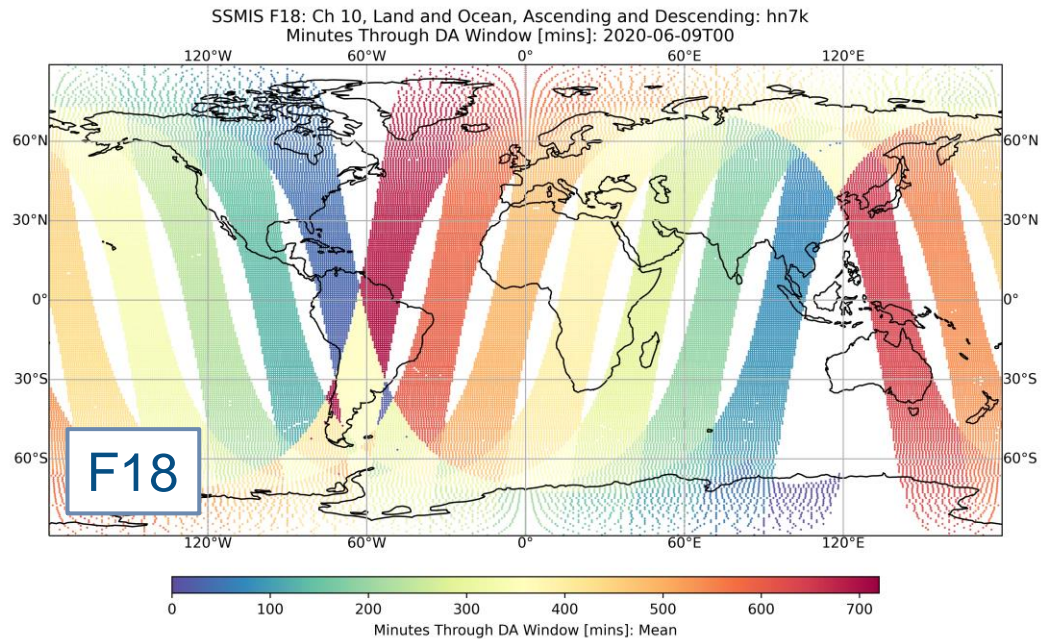 SSMIS F18: Ch 10, Land and Ocean, Ascending and Descending: hn7k
Minutes Through DA Window [mins]: 2020-06-09T00
120°W 60°W 0° 60°E 120°E
60°N 60°N
30°N 30°N
0° 0°
30°S 30°S
60°S 60°S
F18
120°W 60°W 0° 60°E 120°E
0 100 200 300 400 500 600 700
Minutes Through DA Window [mins]: Mean